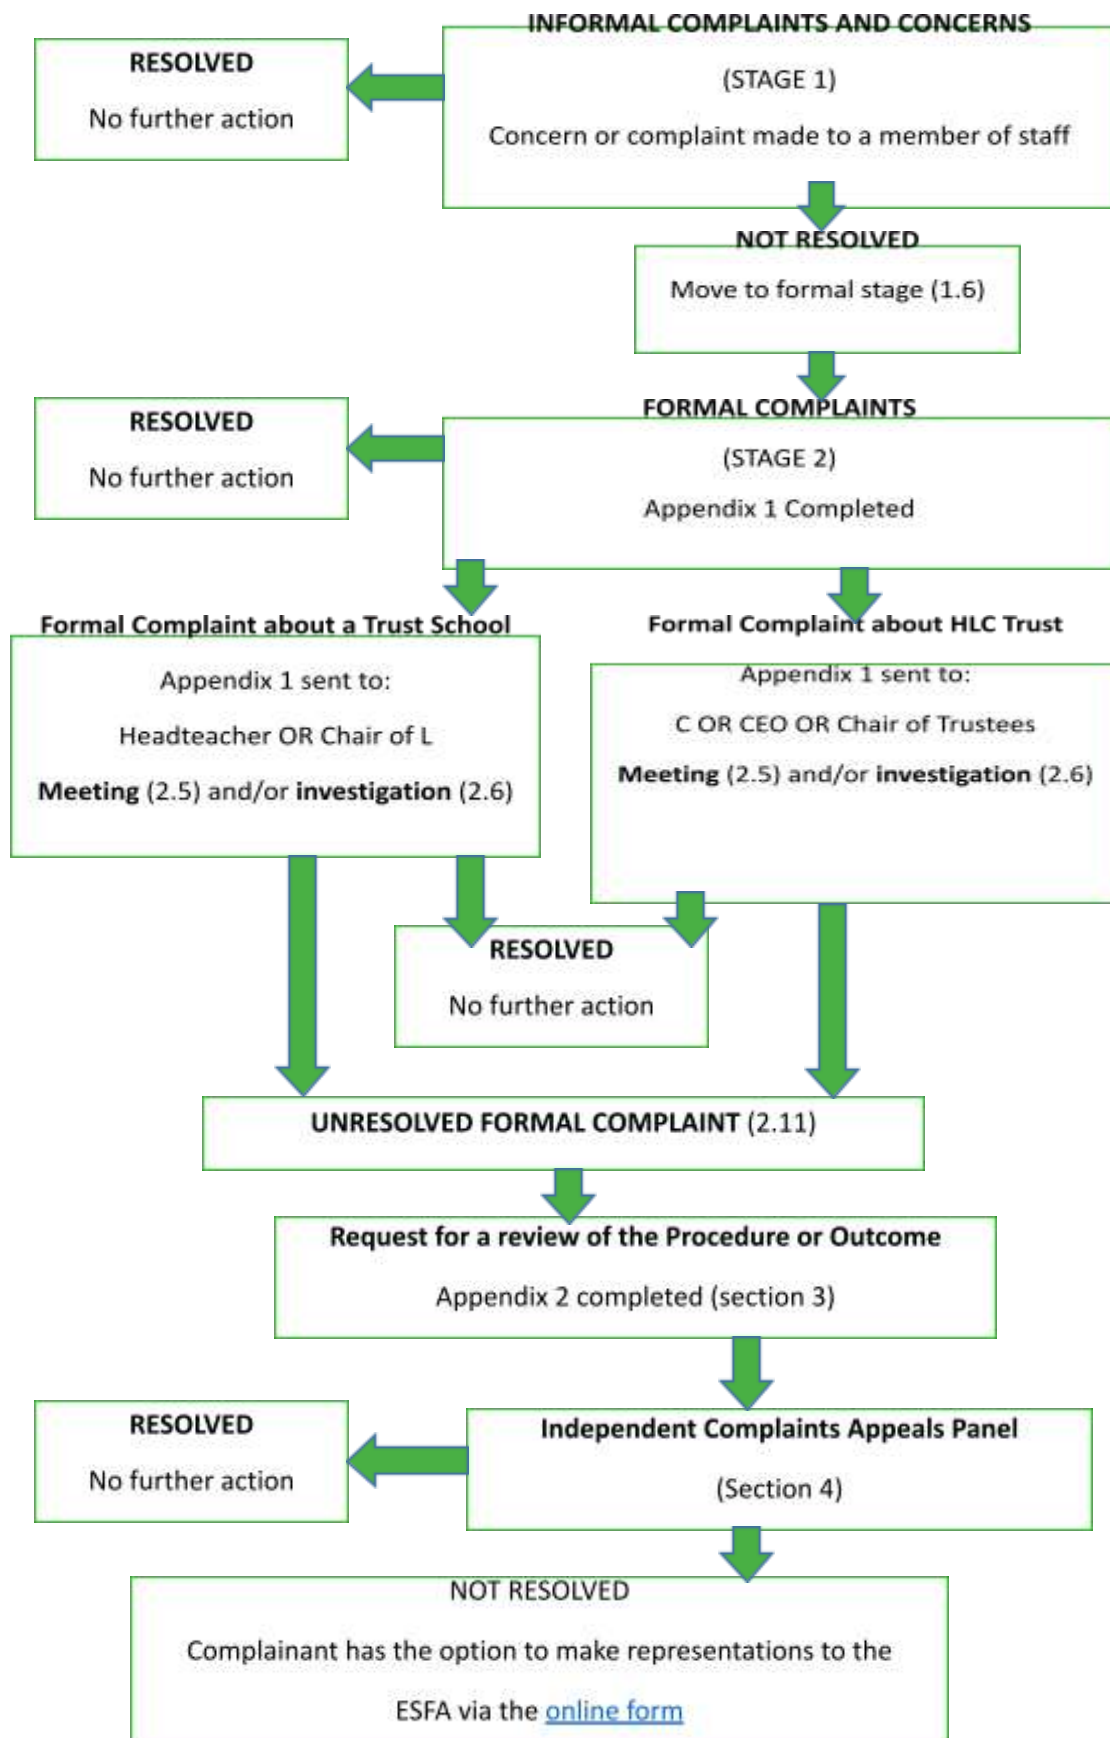 INFORMAL COMPLAINTS AND CONCERNS
(STAGE 1)
Concern or complaint made to a member of staff
RESOLVED
No further action
NOT RESOLVED
Move to formal stage (1.6)
FORMAL COMPLAINTS
(STAGE 2)
Appendix 1 Completed
RESOLVED
No further action
Formal Complaint about a Trust School
Appendix 1 sent to:
Headteacher OR Chair of L
Meeting (2.5) and/or investigation (2.6)
Formal Complaint about HLC Trust
Appendix 1 sent to:
C OR CEO OR Chair of Trustees
Meeting (2.5) and/or investigation (2.6)
RESOLVED
No further action
UNRESOLVED FORMAL COMPLAINT (2.11)
Request for a review of the Procedure or Outcome
Appendix 2 completed (section 3)
Independent Complaints Appeals Panel
(Section 4)
RESOLVED
No further action
NOT RESOLVED
Complainant has the option to make representations to the
ESFA via the online form